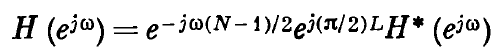 H (e^{jω}) = e^{-jω(N-1)/2} e^{j(π/2)L} H* (e^{jω})